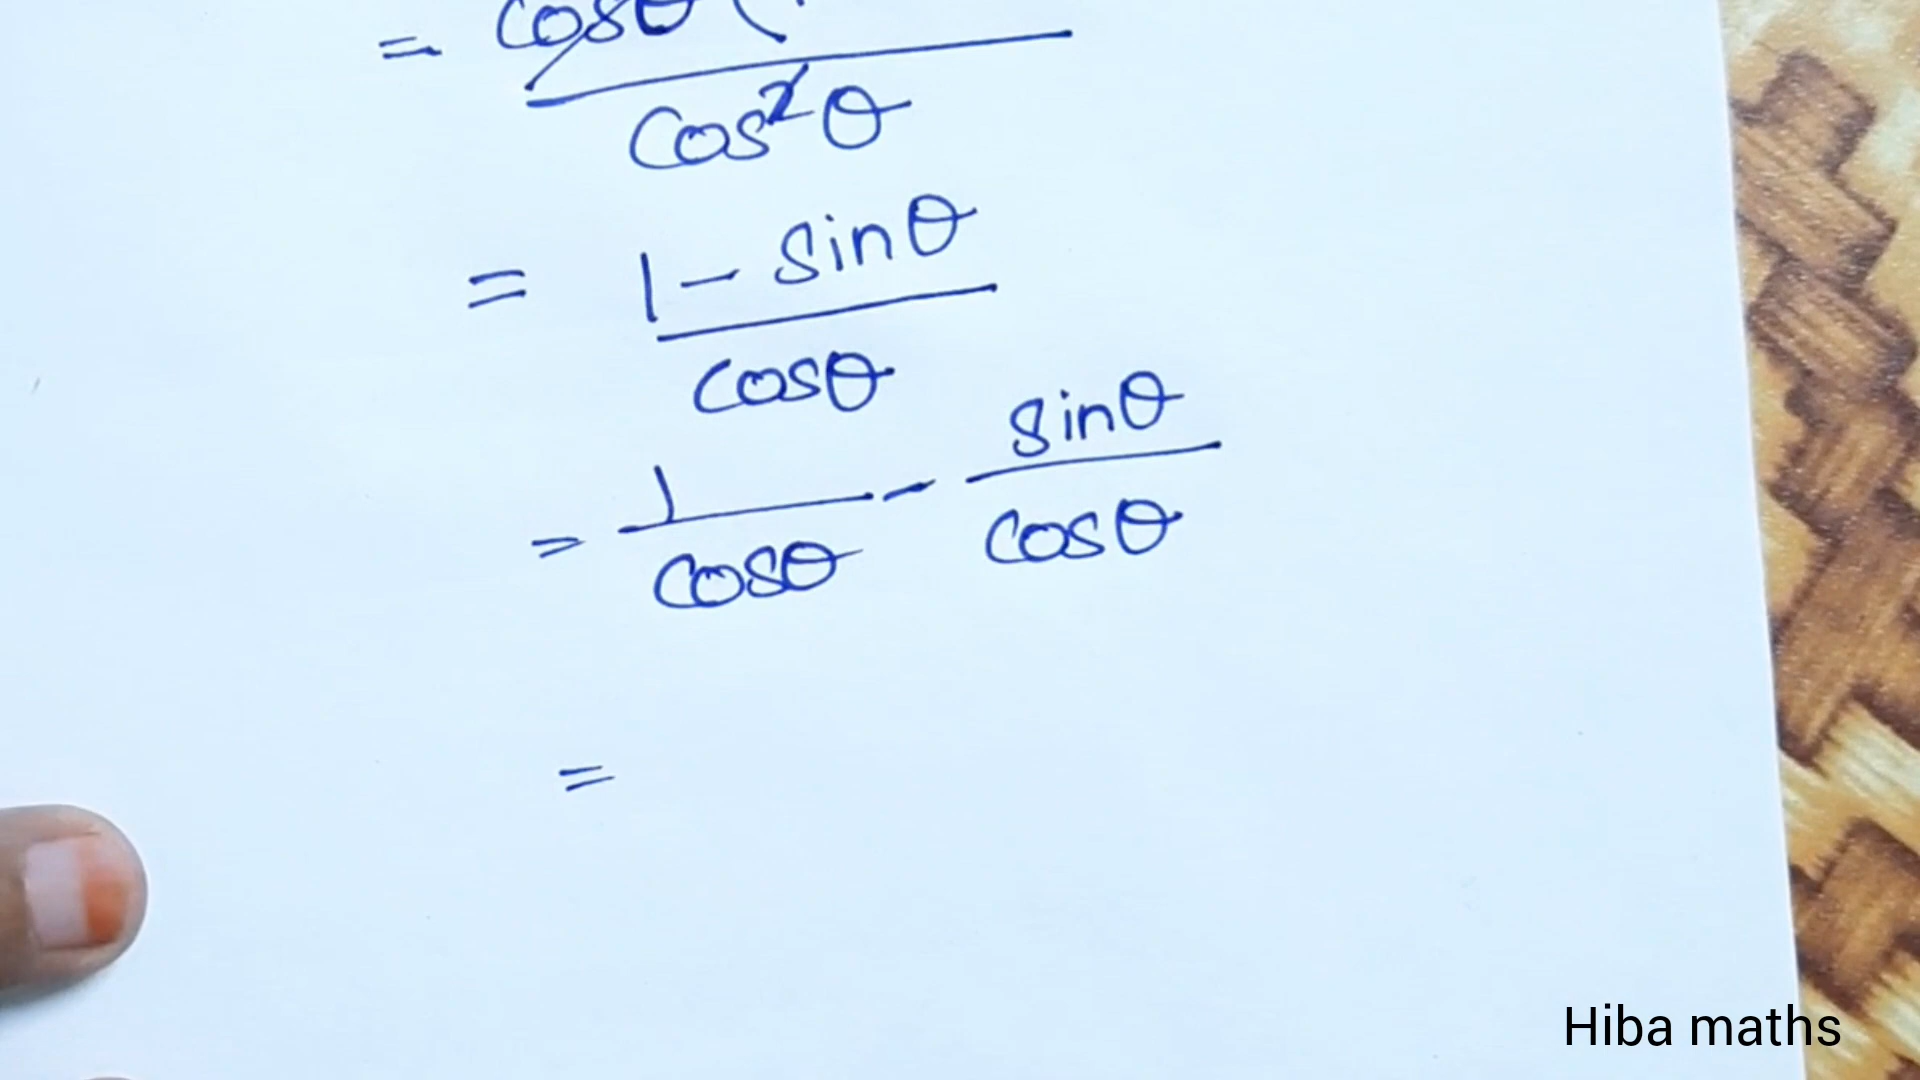 = cosθ (
cos²θ
= 1 - sinθ
cosθ
= 1/cosθ - sinθ/cosθ
=
Hiba maths